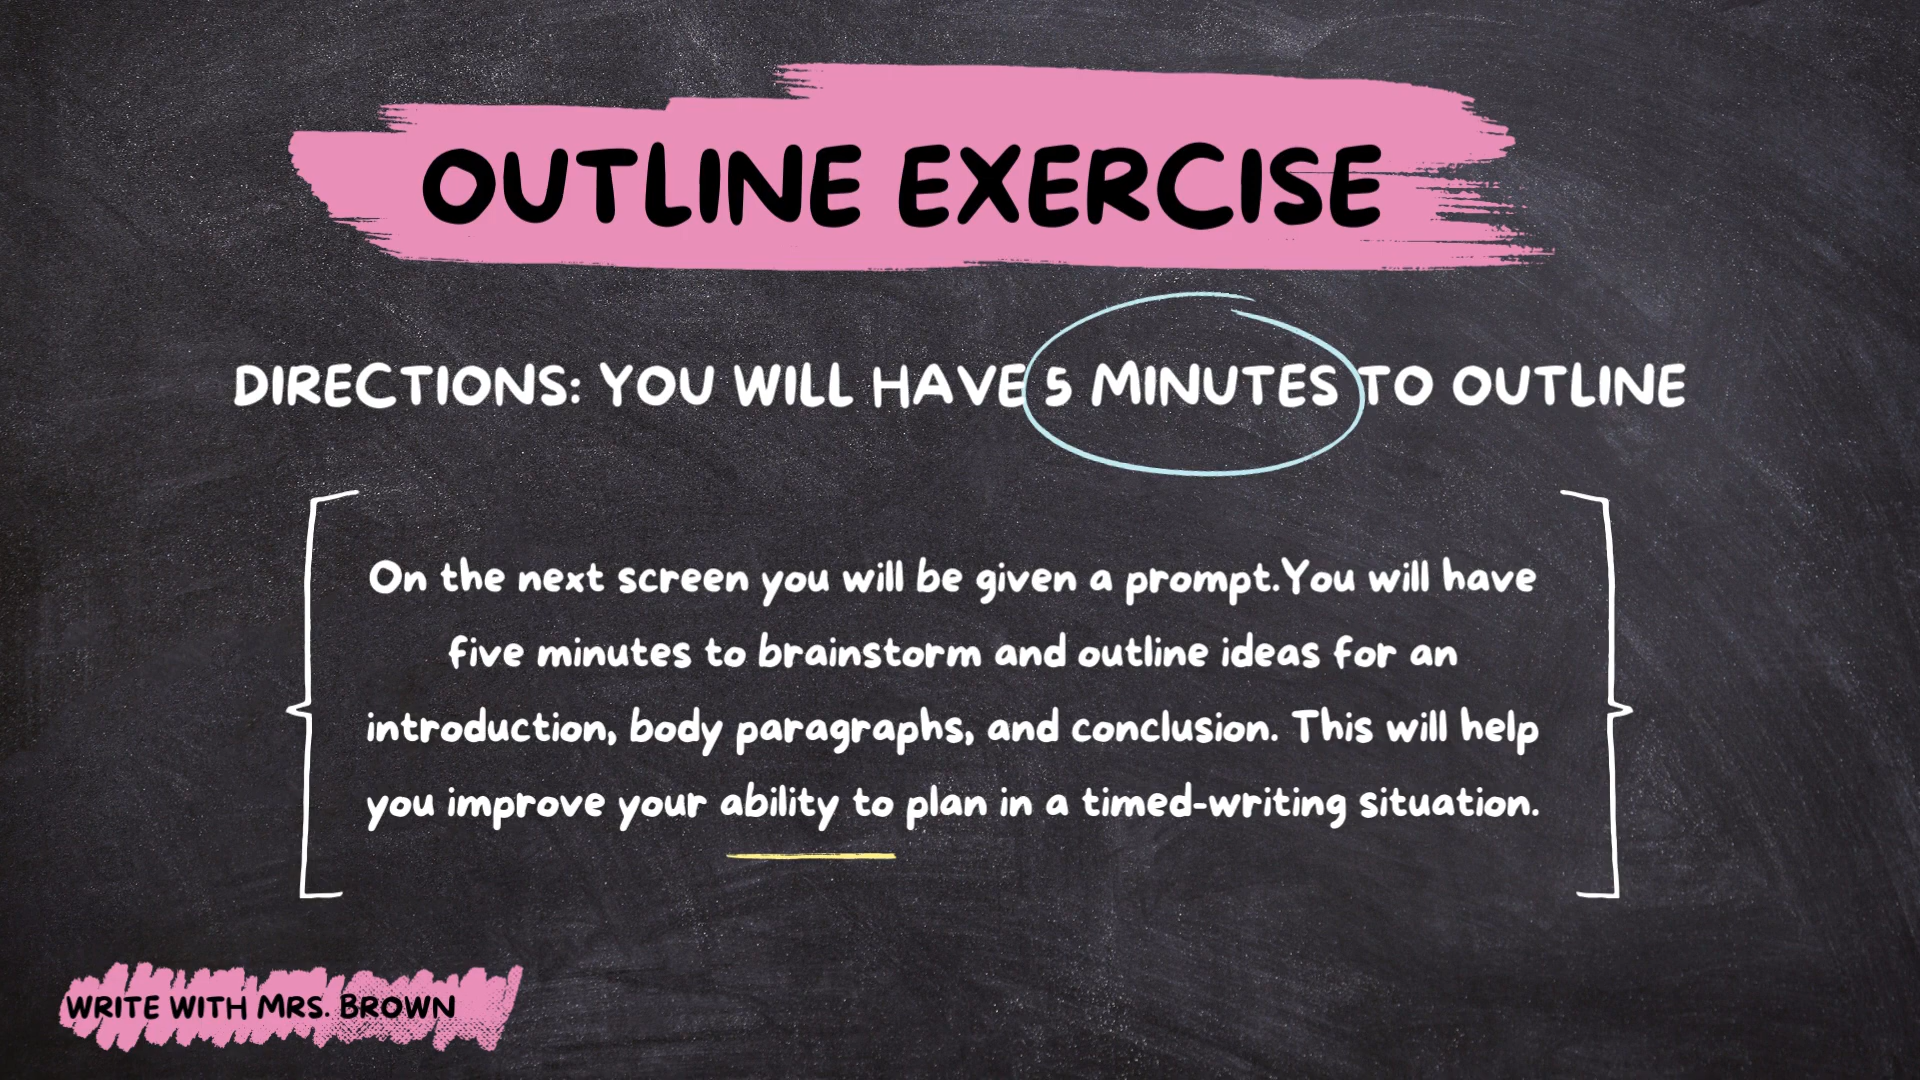 OUTLINE EXERCISE
DIRECTIONS: YOU WILL HAVE 5 MINUTES TO OUTLINE
On the next screen you will be given a prompt.You will have
five minutes to brainstorm and outline ideas for an
introduction, body paragraphs, and conclusion. This will help
you improve your ability to plan in a timed-writing situation.
WRITE WITH MRS. BROWN